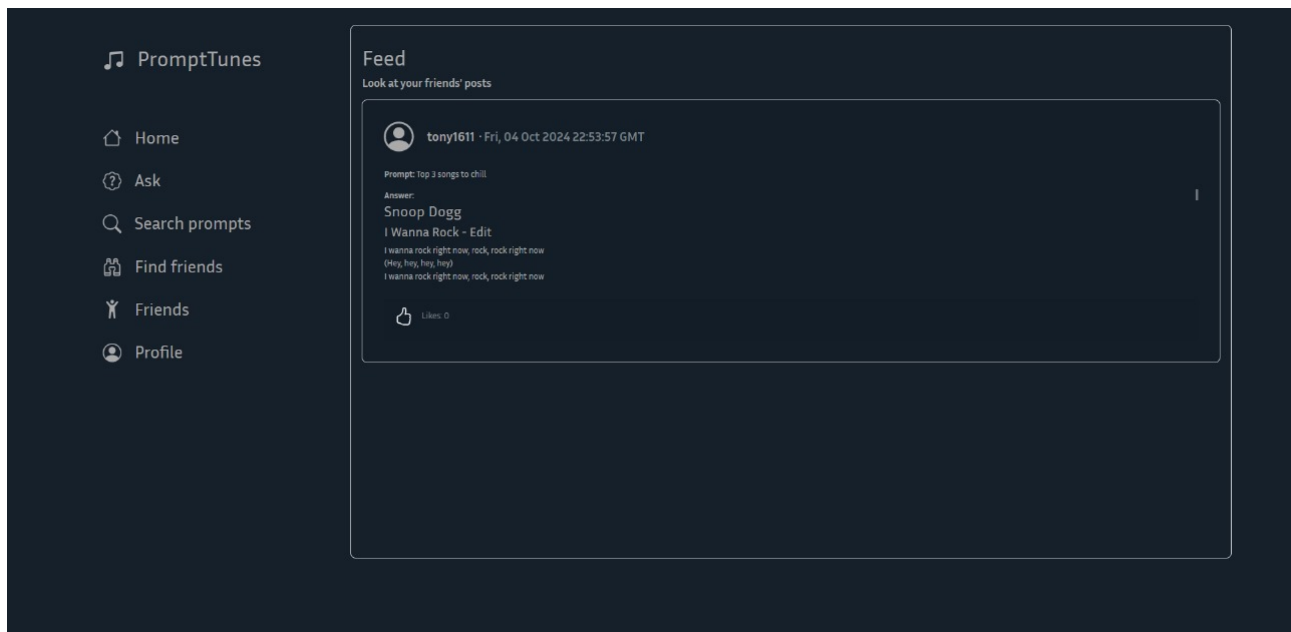 PromptTunes
Home
Ask
Search prompts
Find friends
Friends
Profile
Feed
Look at your friends' posts
tony1611 · Fri, 04 Oct 2024 22:53:57 GMT
Prompt: Top 3 songs to chill
Answer:
Snoop Dogg
I Wanna Rock - Edit
I wanna rock right now, rock, rock right now
(Hey, hey, hey, hey)
I wanna rock right now, rock, rock right now
Likes: 0